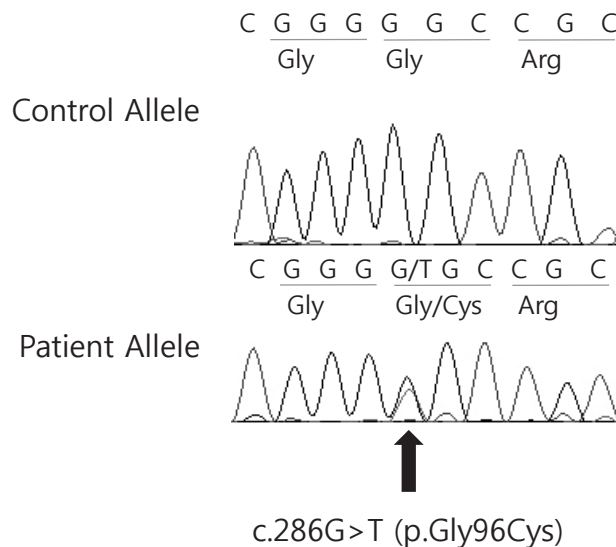 C G G G G G C C G C
Gly Gly Arg
Control Allele
C G G G G/T G C C G C
Gly Gly/Cys Arg
Patient Allele
c.286G>T (p.Gly96Cys)